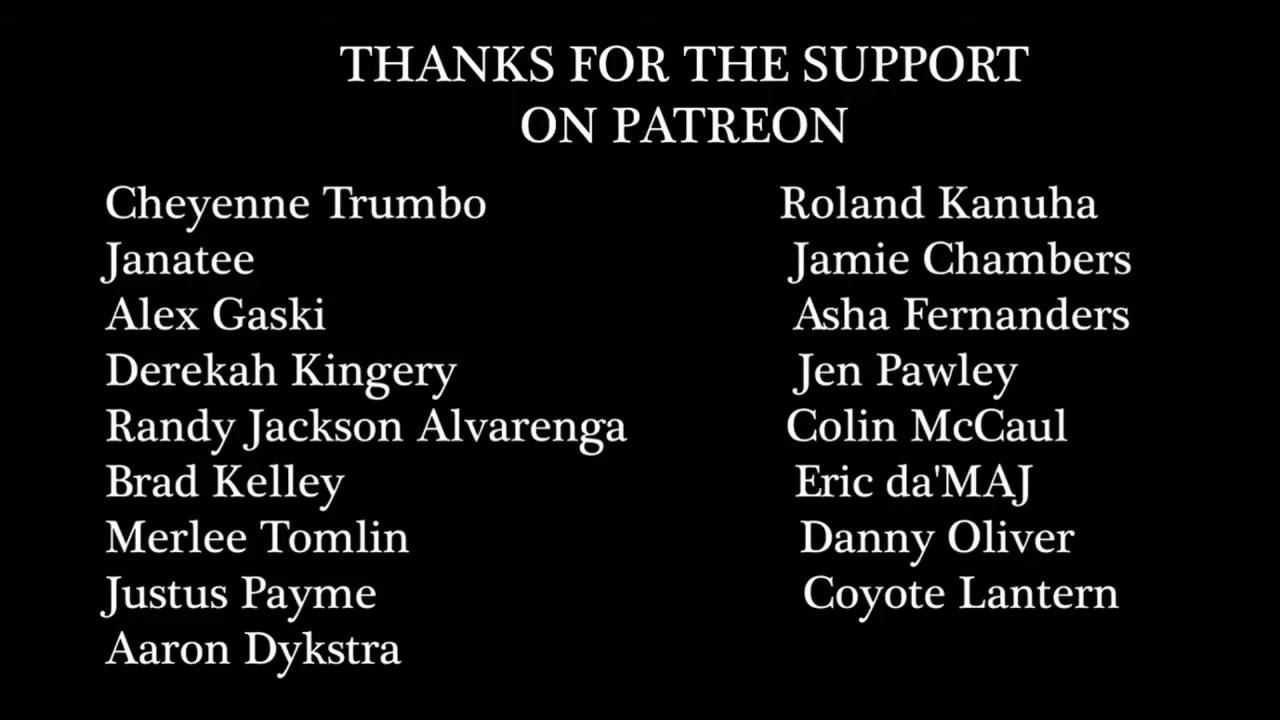 THANKS FOR THE SUPPORT
ON PATREON
Cheyenne Trumbo
Janatee
Alex Gaski
Derekah Kingery
Randy Jackson Alvarenga
Brad Kelley
Merlee Tomlin
Justus Payme
Aaron Dykstra
Roland Kanuha
Jamie Chambers
Asha Fernanders
Jen Pawley
Colin McCaul
Eric da'MAJ
Danny Oliver
Coyote Lantern